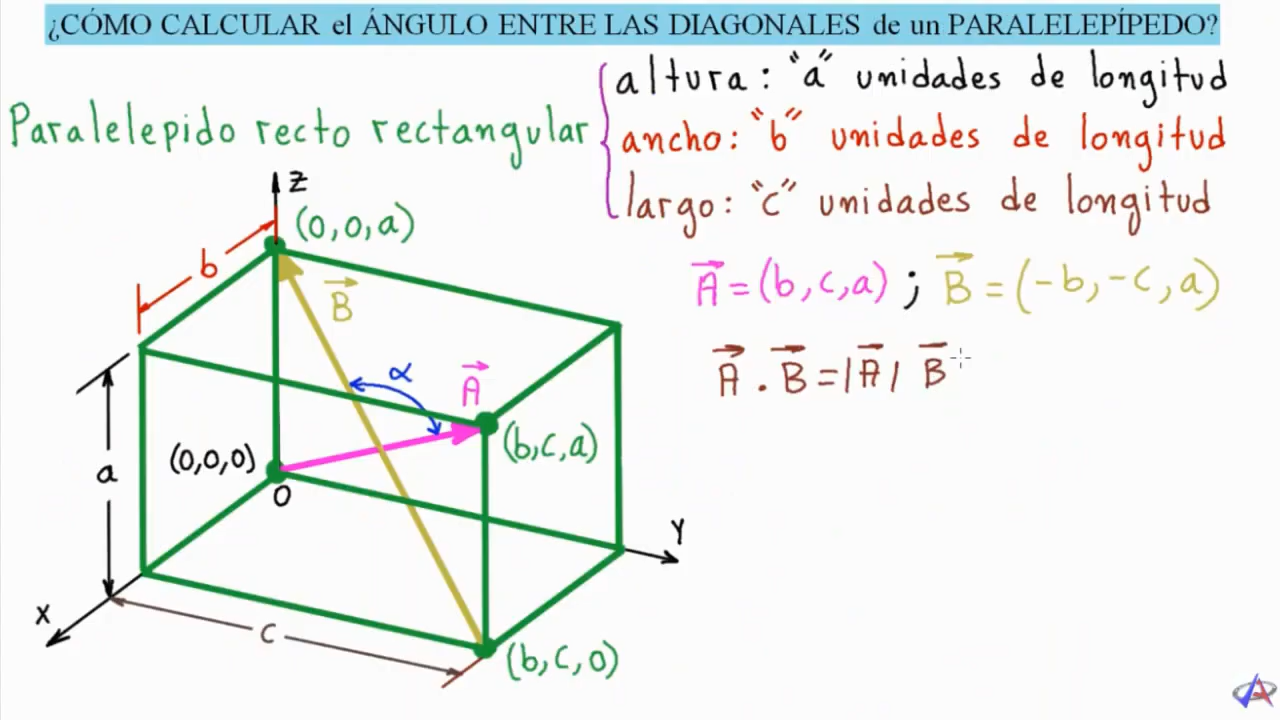 ¿CÓMO CALCULAR el ÁNGULO ENTRE LAS DIAGONALES de un PARALELEPÍPEDO?
altura: "a" unidades de longitud
Paralelepido recto rectangular
ancho: "b" unidades de longitud
largo: "c" unidades de longitud
Z
(0,0,a)
b
B
A = (b,c,a) ; B = (-b,-c,a)
A . B = |A| B
α
A
(b,c,a)
(0,0,0)
a
O
Y
X
c
(b,c,0)